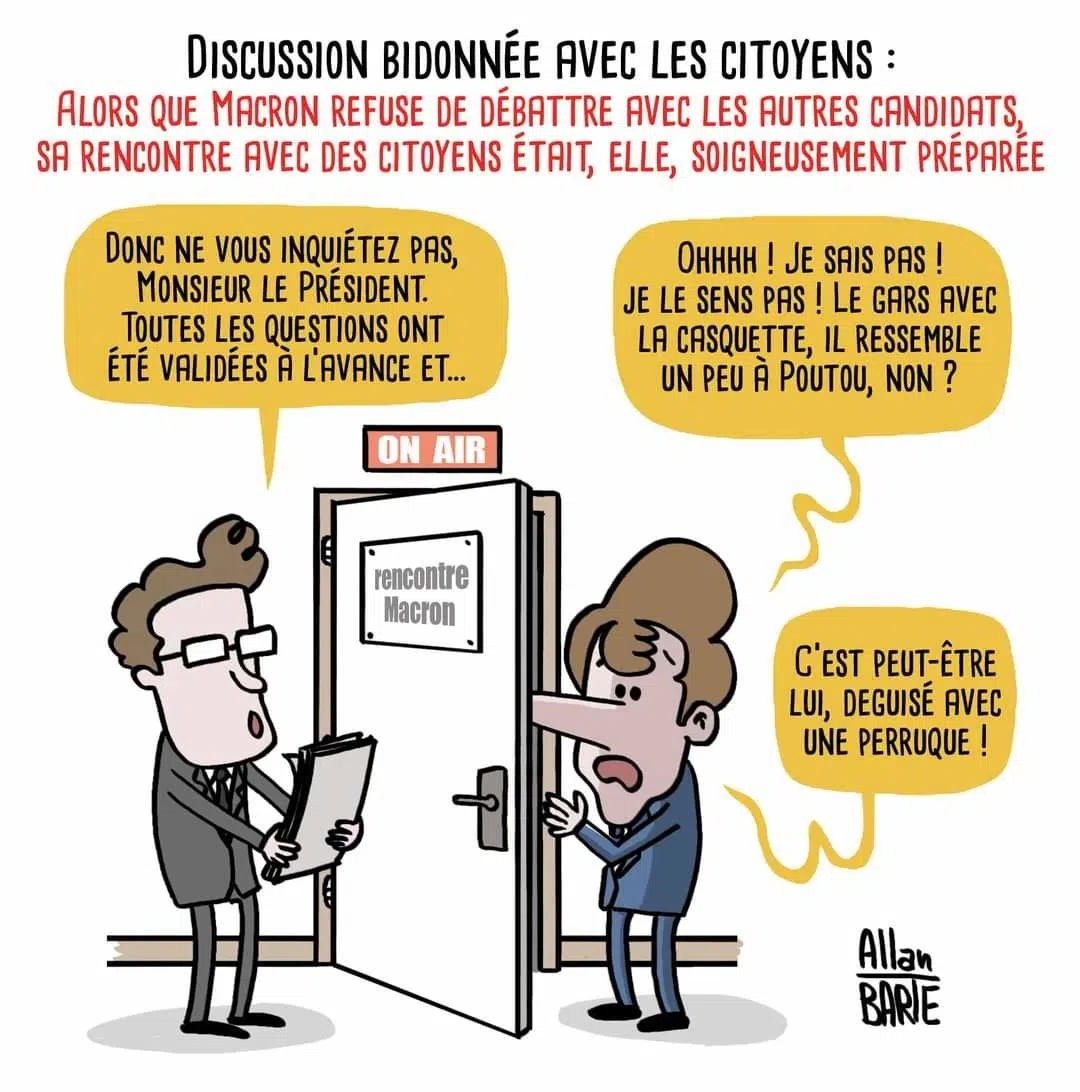 DISCUSSION BIDONNÉE AVEC LES CITOYENS :
ALORS QUE MACRON REFUSE DE DÉBATTRE AVEC LES AUTRES CANDIDATS,
SA RENCONTRE AVEC DES CITOYENS ÉTAIT, ELLE, SOIGNEUSEMENT PRÉPARÉE
DONC NE VOUS INQUIÉTEZ PAS,
MONSIEUR LE PRÉSIDENT.
TOUTES LES QUESTIONS ONT
ÉTÉ VALIDÉES À L'AVANCE ET...
OHHHH ! JE SAIS PAS !
JE LE SENS PAS ! LE GARS AVEC
LA CASQUETTE, IL RESSEMBLE
UN PEU À POUTOU, NON ?
ON AIR
rencontre
Macron
C'EST PEUT-ÊTRE
LUI, DEGUISÉ AVEC
UNE PERRUQUE !
Allan
BARTE